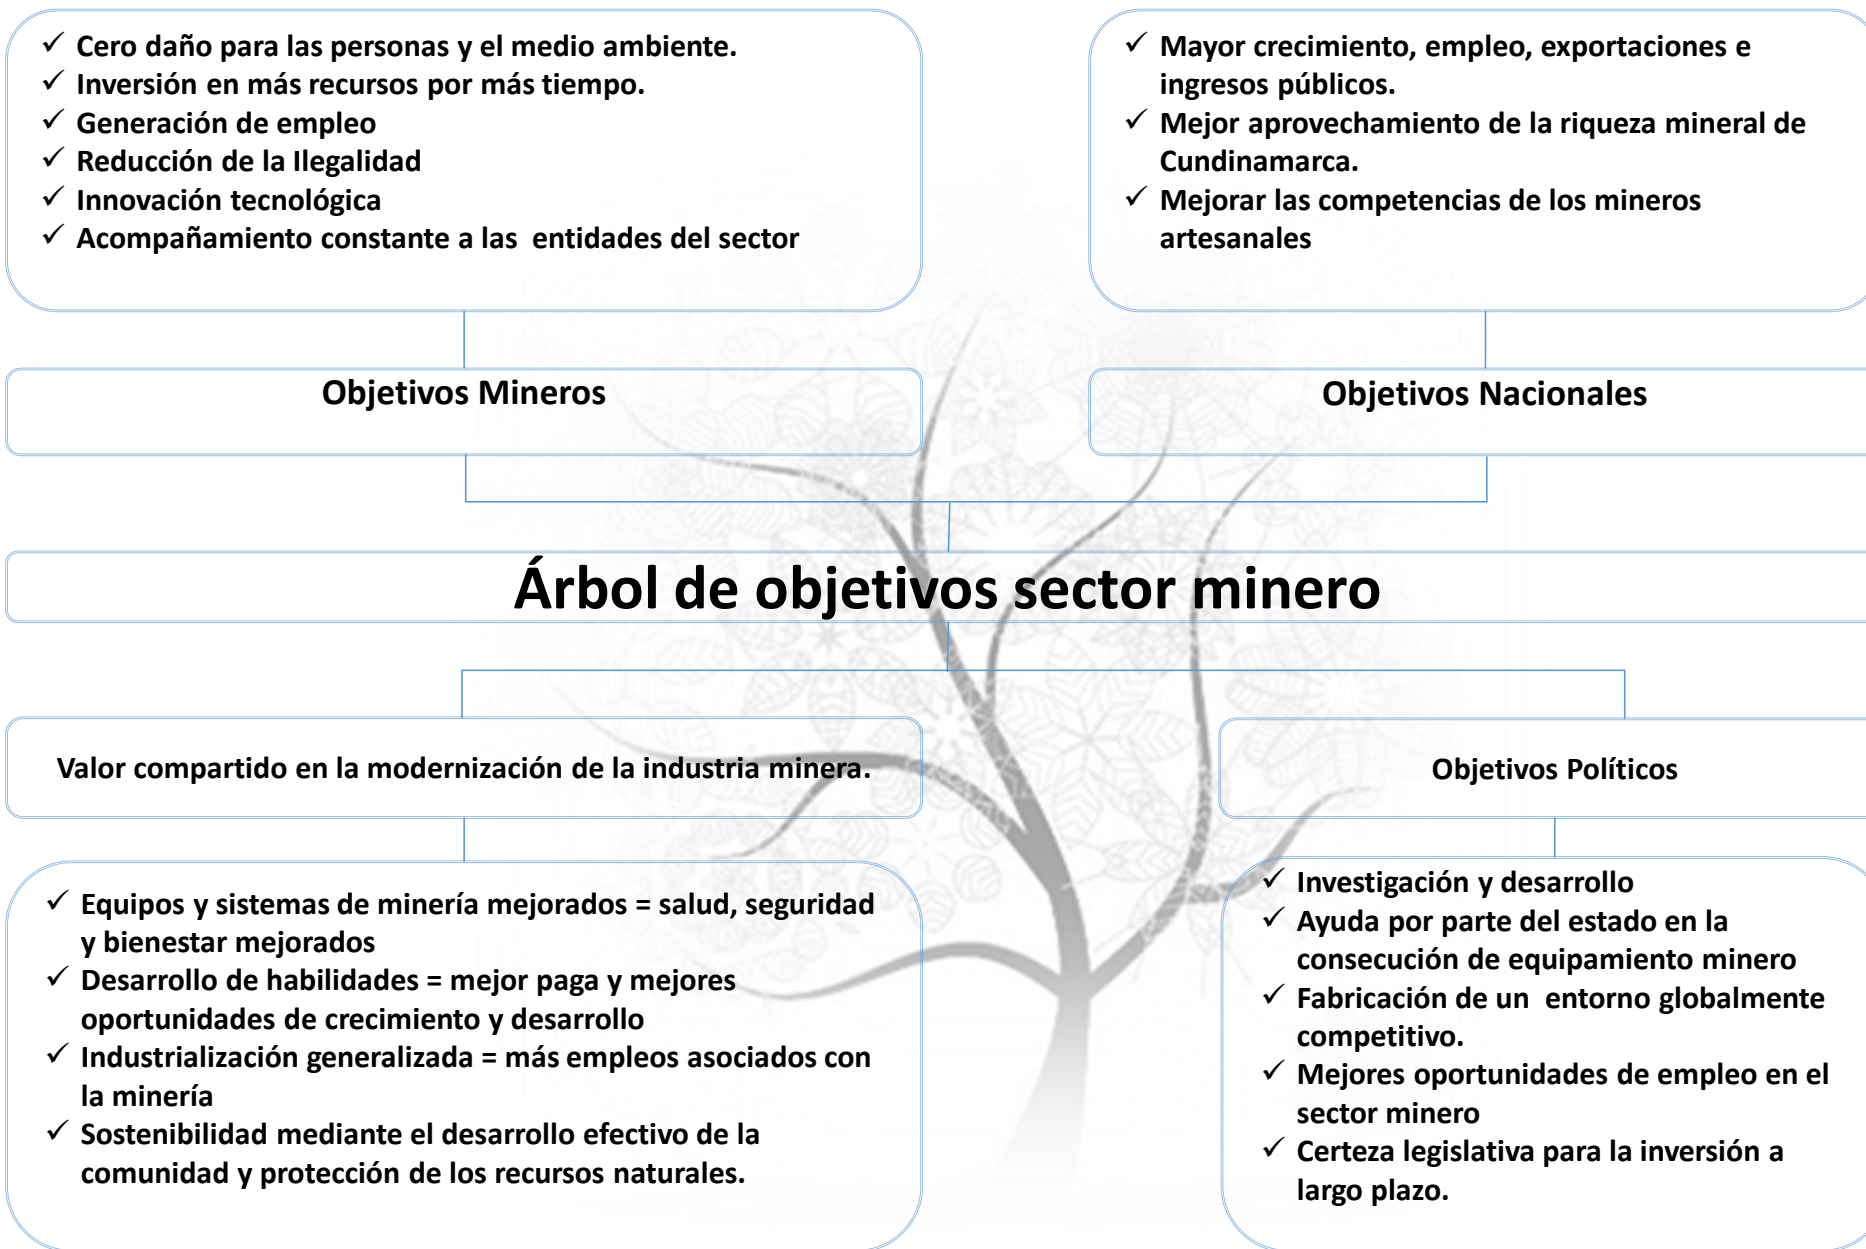 ✓ Cero daño para las personas y el medio ambiente.
✓ Inversión en más recursos por más tiempo.
✓ Generación de empleo
✓ Reducción de la Ilegalidad
✓ Innovación tecnológica
✓ Acompañamiento constante a las  entidades del sector
✓ Mayor crecimiento, empleo, exportaciones e
ingresos públicos.
✓ Mejor aprovechamiento de la riqueza mineral de
Cundinamarca.
✓ Mejorar las competencias de los mineros
artesanales
Objetivos Mineros
Objetivos Nacionales
Árbol de objetivos sector minero
Valor compartido en la modernización de la industria minera.
Objetivos Políticos
✓ Equipos y sistemas de minería mejorados = salud, seguridad
y bienestar mejorados
✓ Desarrollo de habilidades = mejor paga y mejores
oportunidades de crecimiento y desarrollo
✓ Industrialización generalizada = más empleos asociados con
la minería
✓ Sostenibilidad mediante el desarrollo efectivo de la
comunidad y protección de los recursos naturales.
✓ Investigación y desarrollo
✓ Ayuda por parte del estado en la
consecución de equipamiento minero
✓ Fabricación de un  entorno globalmente
competitivo.
✓ Mejores oportunidades de empleo en el
sector minero
✓ Certeza legislativa para la inversión a
largo plazo.